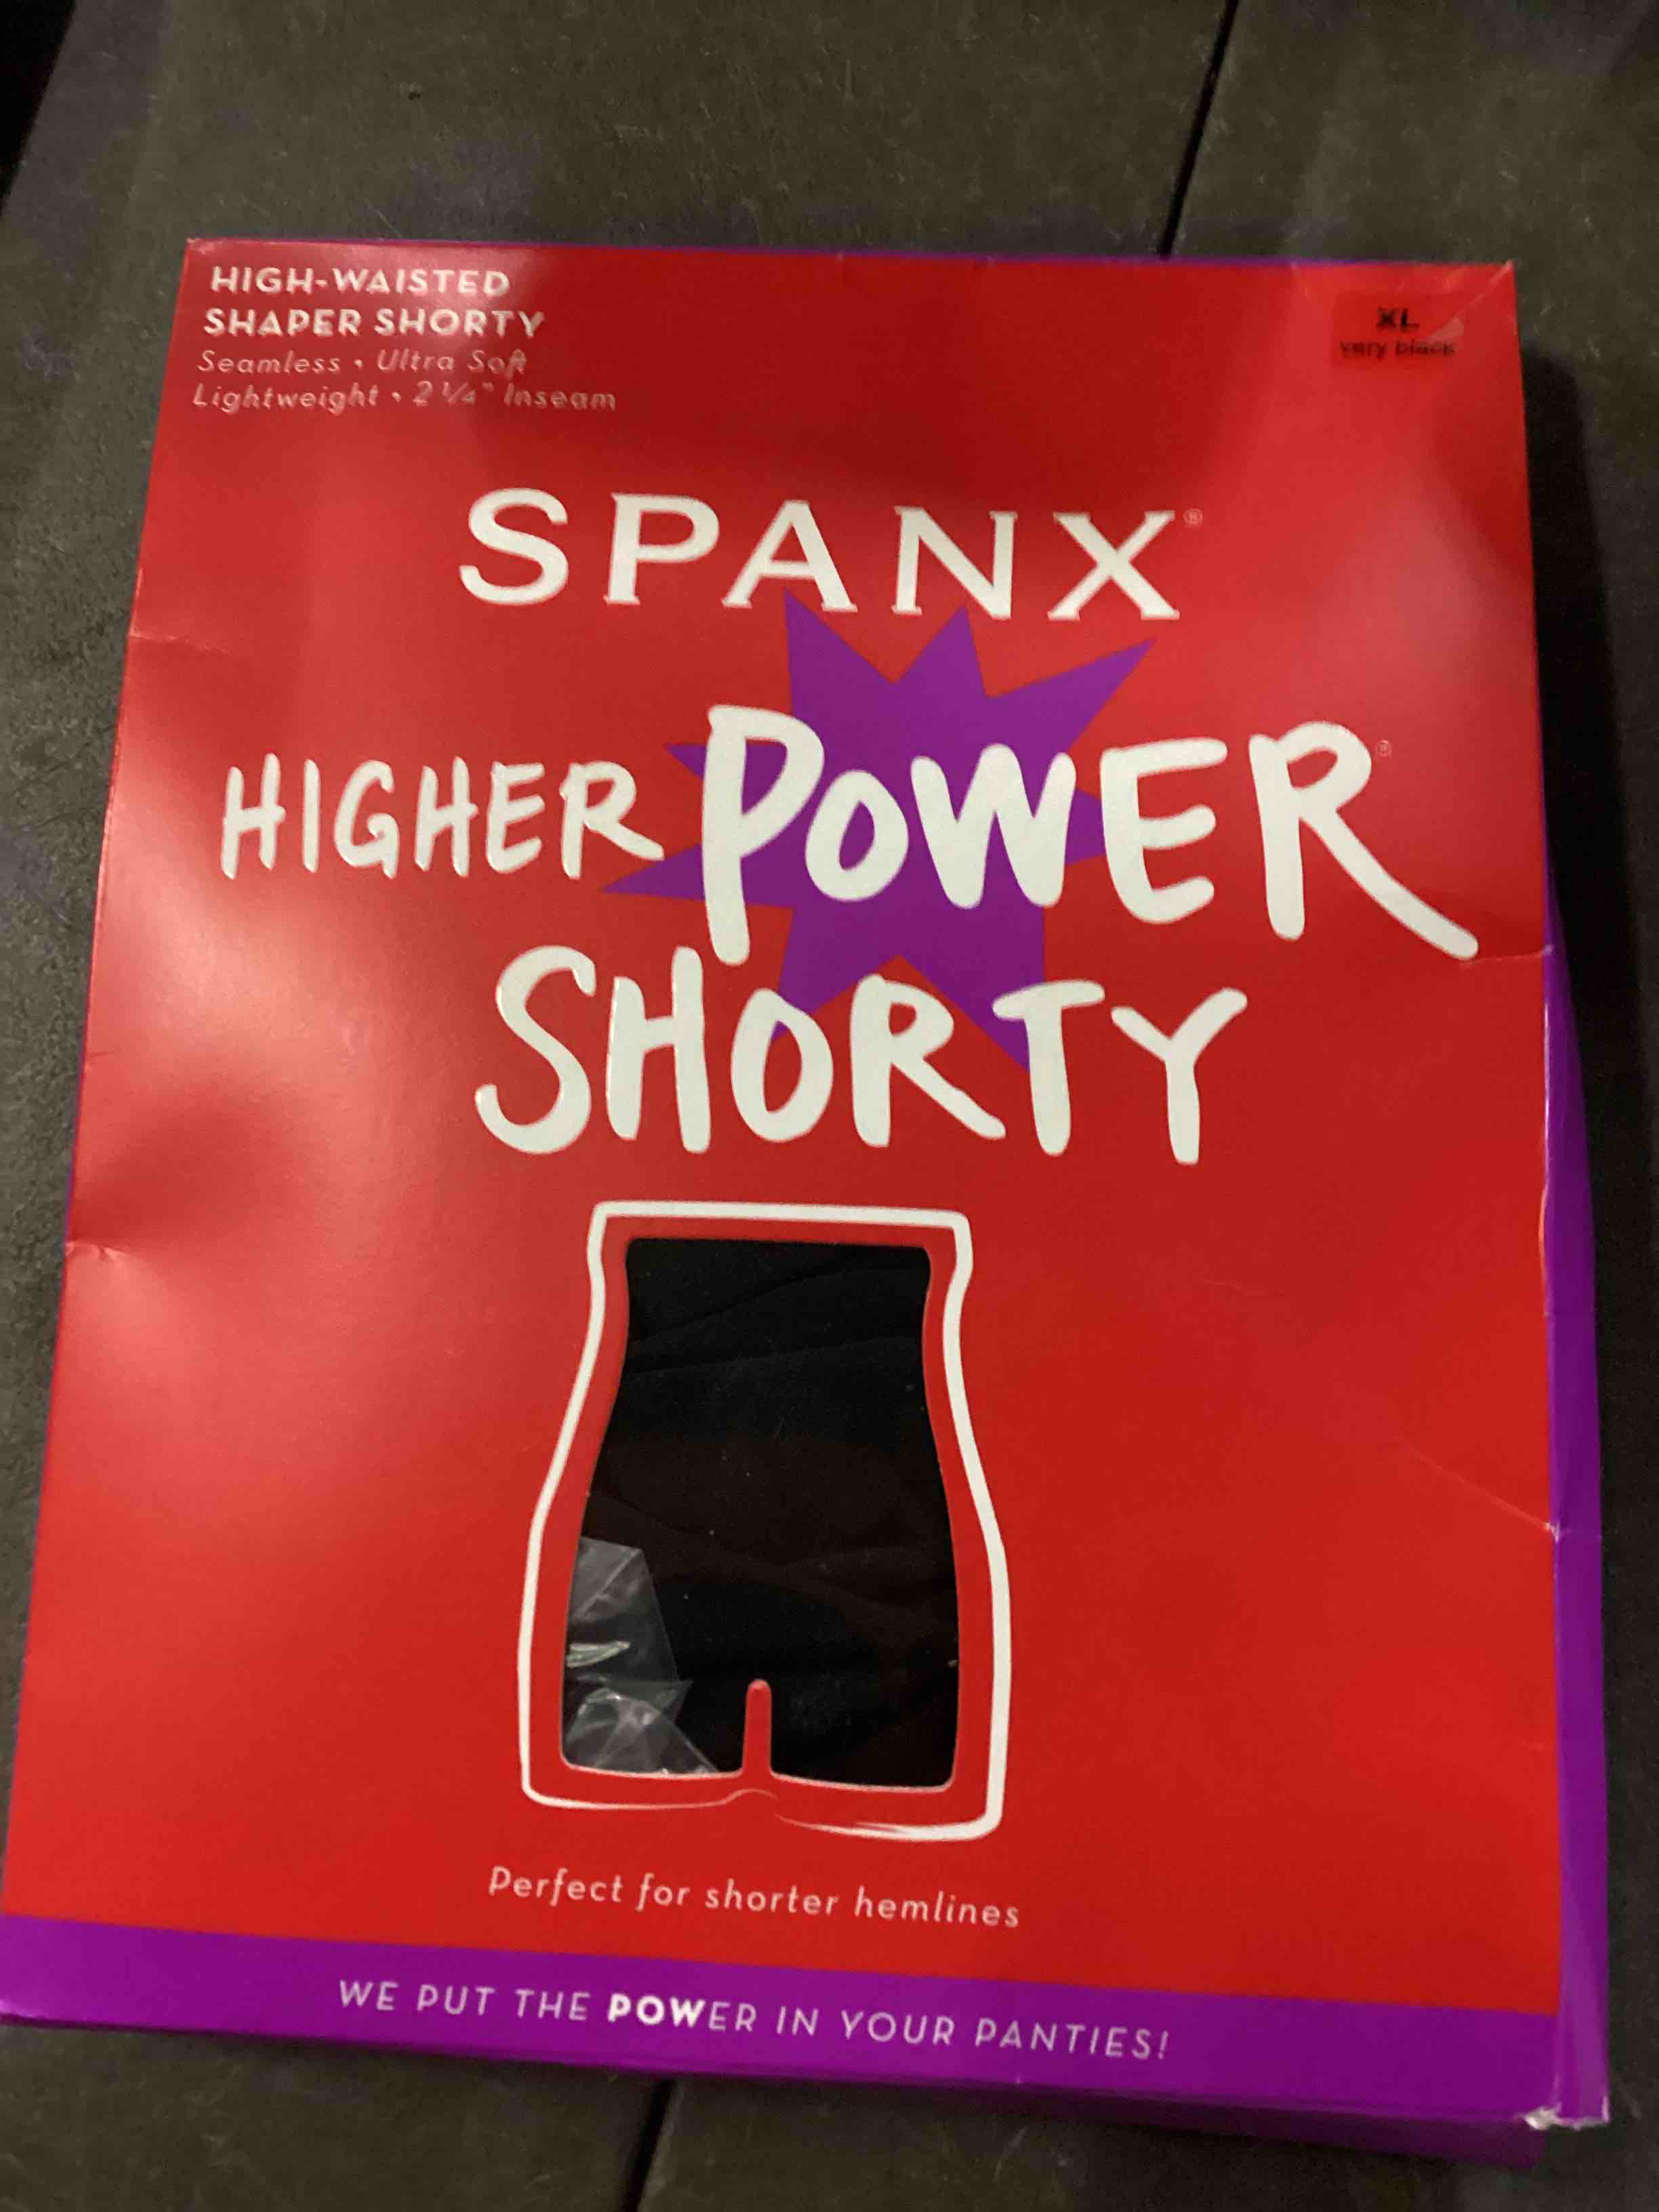 HIGH-WAISTED
SHAPER SHORTY
Seamless • Ultra Soft
Lightweight • 2 ¼" Inseam
XL
very black
SPANX®
HIGHER POWER®
SHORTY
Perfect for shorter hemlines
WE PUT THE POWER IN YOUR PANTIES!